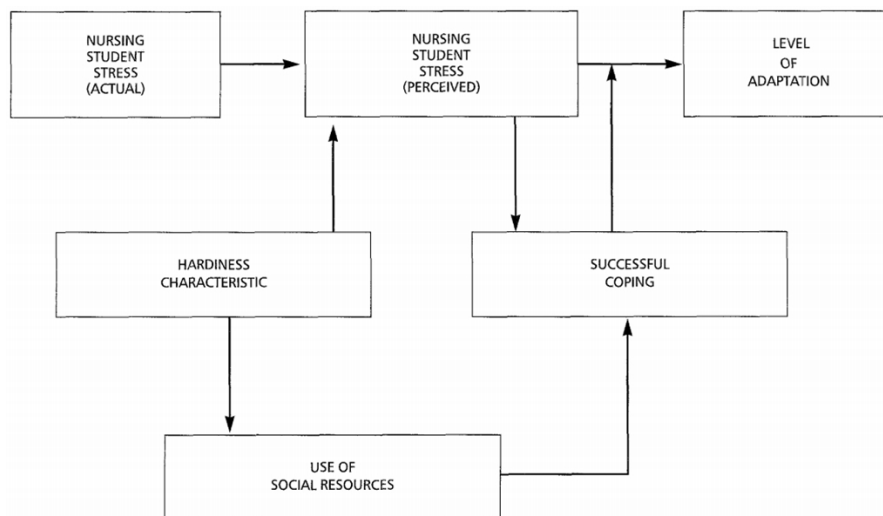 NURSING
STUDENT
STRESS
(ACTUAL)
NURSING
STUDENT
STRESS
(PERCEIVED)
LEVEL
OF
ADAPTATION
HARDINESS
CHARACTERISTIC
SUCCESSFUL
COPING
USE OF
SOCIAL RESOURCES